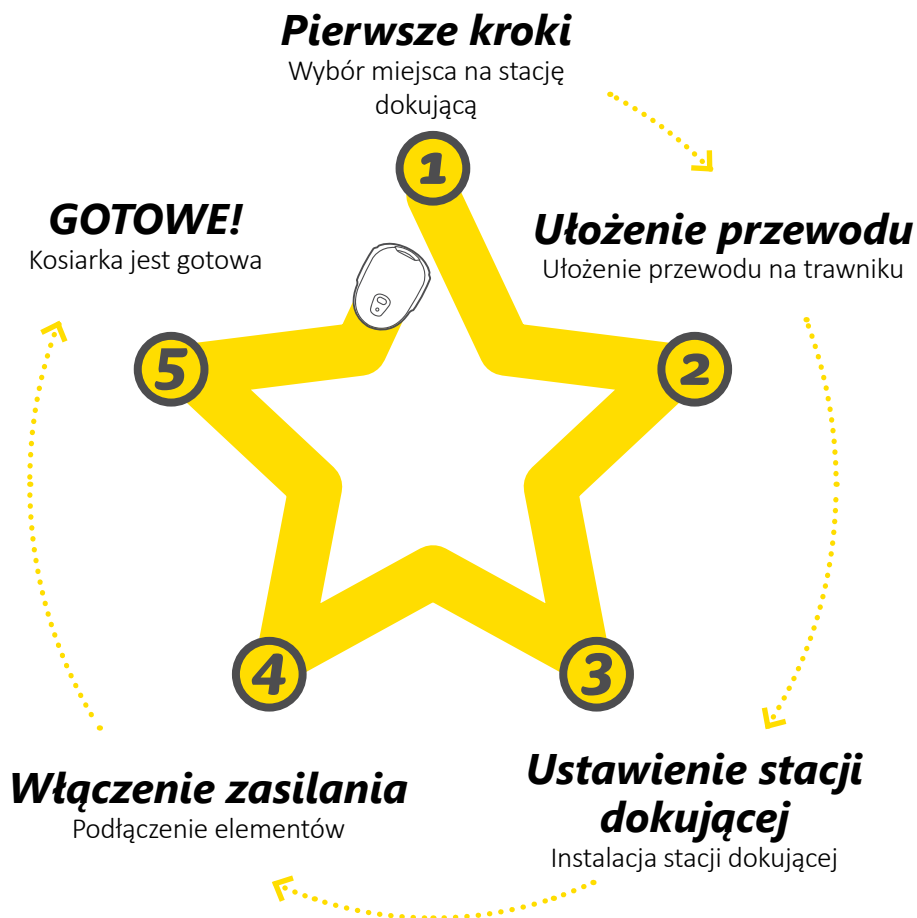 Pierwsze kroki
Wybór miejsca na stację
dokującą
1
Ułożenie przewodu
Ułożenie przewodu na trawniku
2
3
Ustawienie stacji
dokującej
Instalacja stacji dokującej
4
Włączenie zasilania
Podłączenie elementów
5
GOTOWE!
Kosiarka jest gotowa